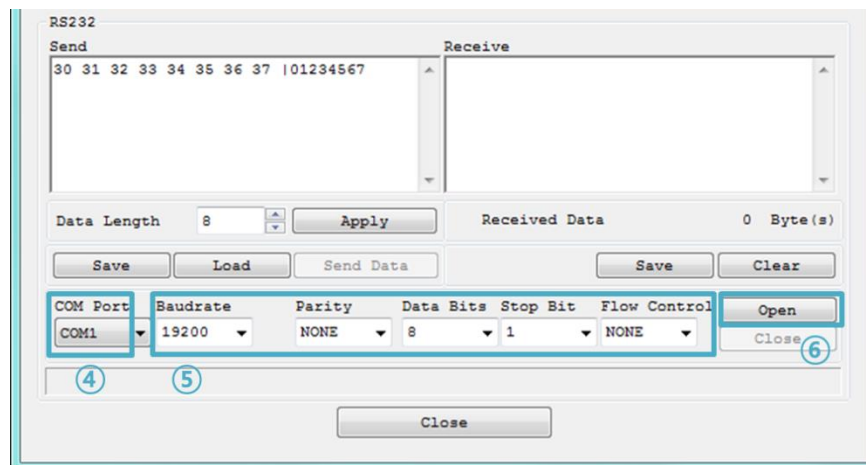 RS232
Send Receive
30 31 32 33 34 35 36 37 |01234567
Data Length 8 Apply Received Data 0 Byte(s)
Save Load Send Data Save Clear
COM Port Baudrate Parity Data Bits Stop Bit Flow Control Open
COM1 19200 NONE 8 1 NONE Close
④ ⑤ ⑥
Close